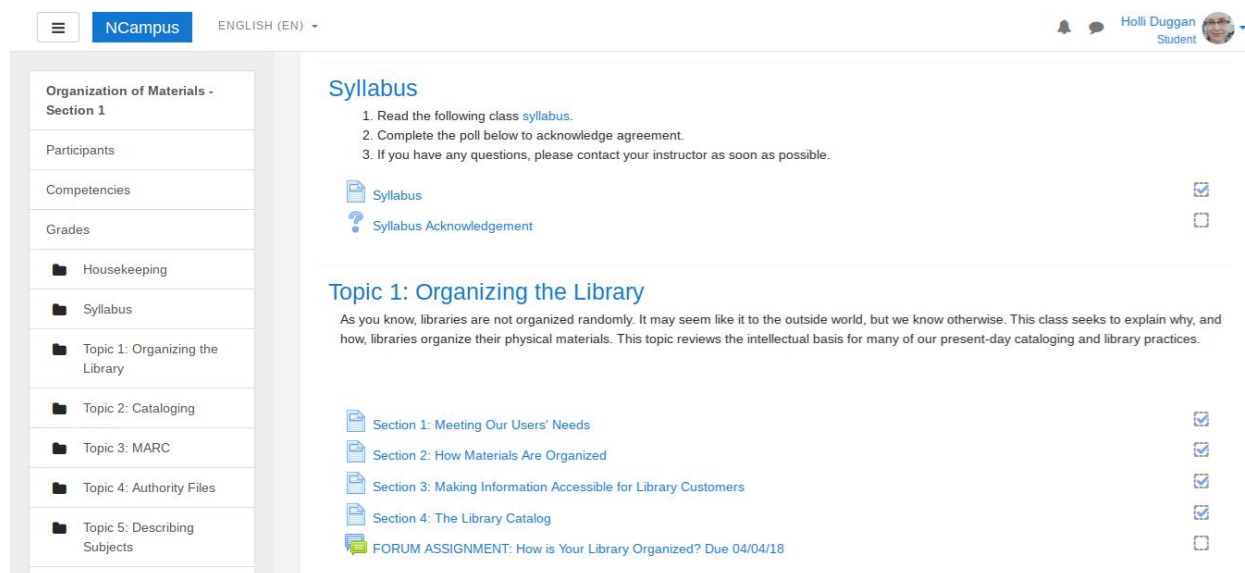 NCampus
ENGLISH (EN)
Holli Duggan
Student
Organization of Materials -
Section 1
Participants
Competencies
Grades
Housekeeping
Syllabus
Topic 1: Organizing the
Library
Topic 2: Cataloging
Topic 3: MARC
Topic 4: Authority Files
Topic 5: Describing
Subjects
Syllabus
1. Read the following class syllabus.
2. Complete the poll below to acknowledge agreement.
3. If you have any questions, please contact your instructor as soon as possible.
Syllabus
Syllabus Acknowledgement
Topic 1: Organizing the Library
As you know, libraries are not organized randomly. It may seem like it to the outside world, but we know otherwise. This class seeks to explain why, and
how, libraries organize their physical materials. This topic reviews the intellectual basis for many of our present-day cataloging and library practices.
Section 1: Meeting Our Users' Needs
Section 2: How Materials Are Organized
Section 3: Making Information Accessible for Library Customers
Section 4: The Library Catalog
FORUM ASSIGNMENT: How is Your Library Organized? Due 04/04/18